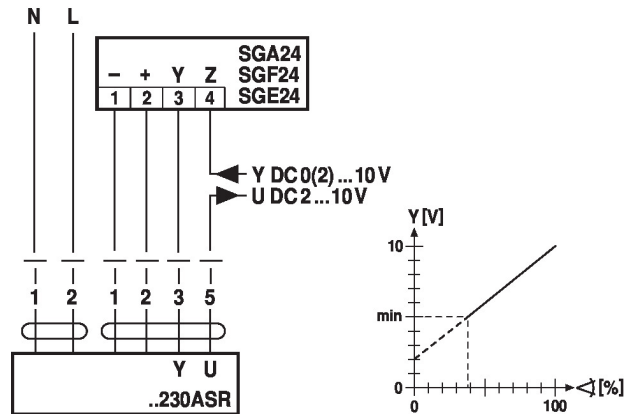 N L
SGA24
SGF24
SGE24
− + Y Z
1 2 3 4
Y DC 0(2)...10 V
U DC 2...10V
1 2 1 2 3 5
Y U
..230ASR
Y [V]
10
min
0
0 100 [%]